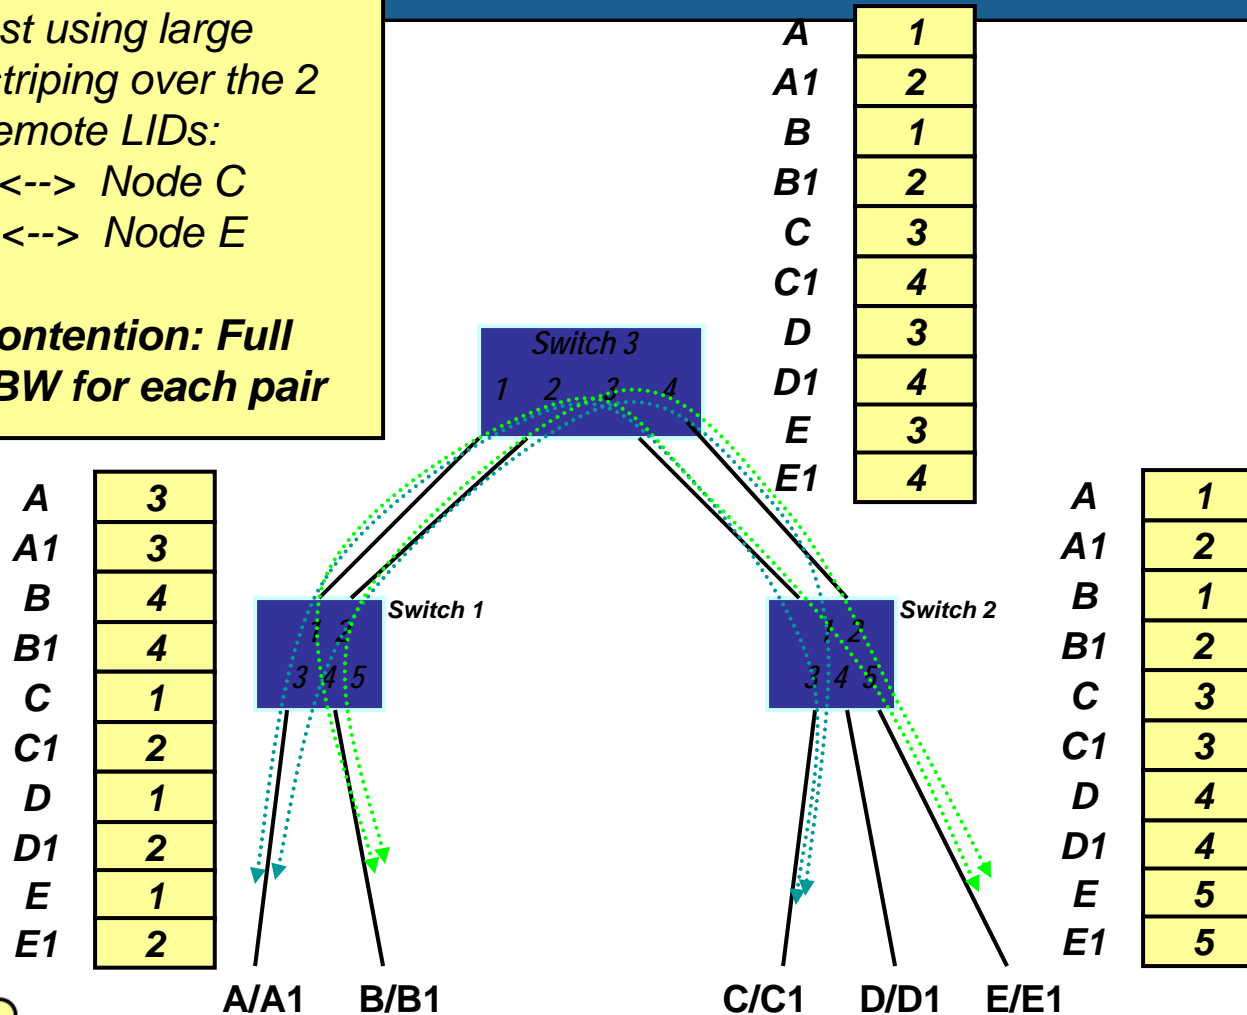 st using large
striping over the 2
emote LIDs:
<--> Node C
<--> Node E
ontention: Full
BW for each pair
A 1
A1 2
B 1
B1 2
C 3
C1 4
D 3
D1 4
E 3
E1 4
Switch 3
1 2 3 4
A 3
A1 3
B 4
B1 4
C 1
C1 2
D 1
D1 2
E 1
E1 2
Switch 1
1 2
3 4 5
Switch 2
1 2
3 4 5
A 1
A1 2
B 1
B1 2
C 3
C1 3
D 4
D1 4
E 5
E1 5
A/A1 B/B1 C/C1 D/D1 E/E1